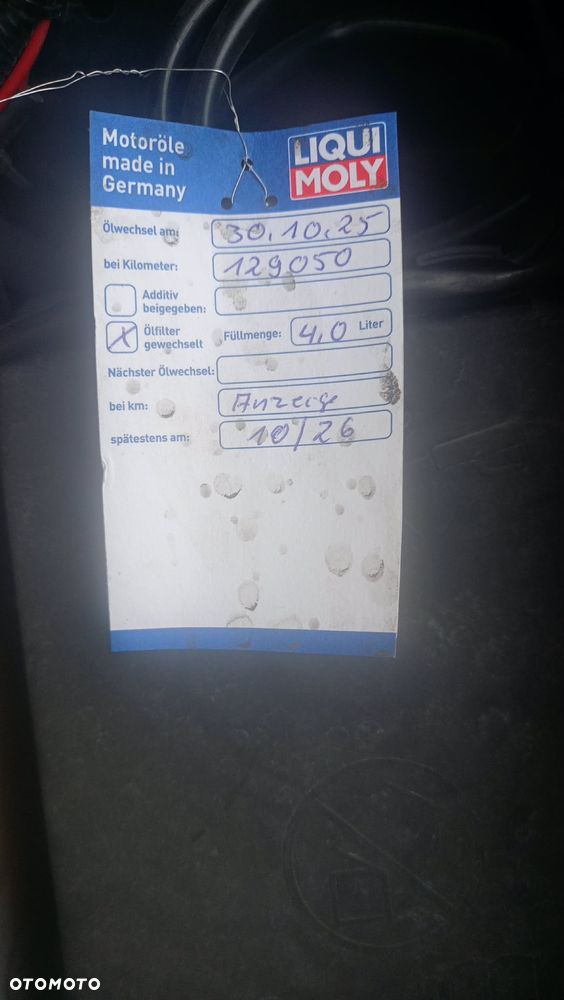 Motoröle
made in
Germany
LIQUI
MOLY
Ölwechsel am: 30.10.25
bei Kilometer: 129050
Additiv
beigegeben:
X Ölfilter
gewechselt
Füllmenge: 4,0 Liter
Nächster Ölwechsel:
bei km: Anzeige
spätestens am: 10/26
OTOMOTO